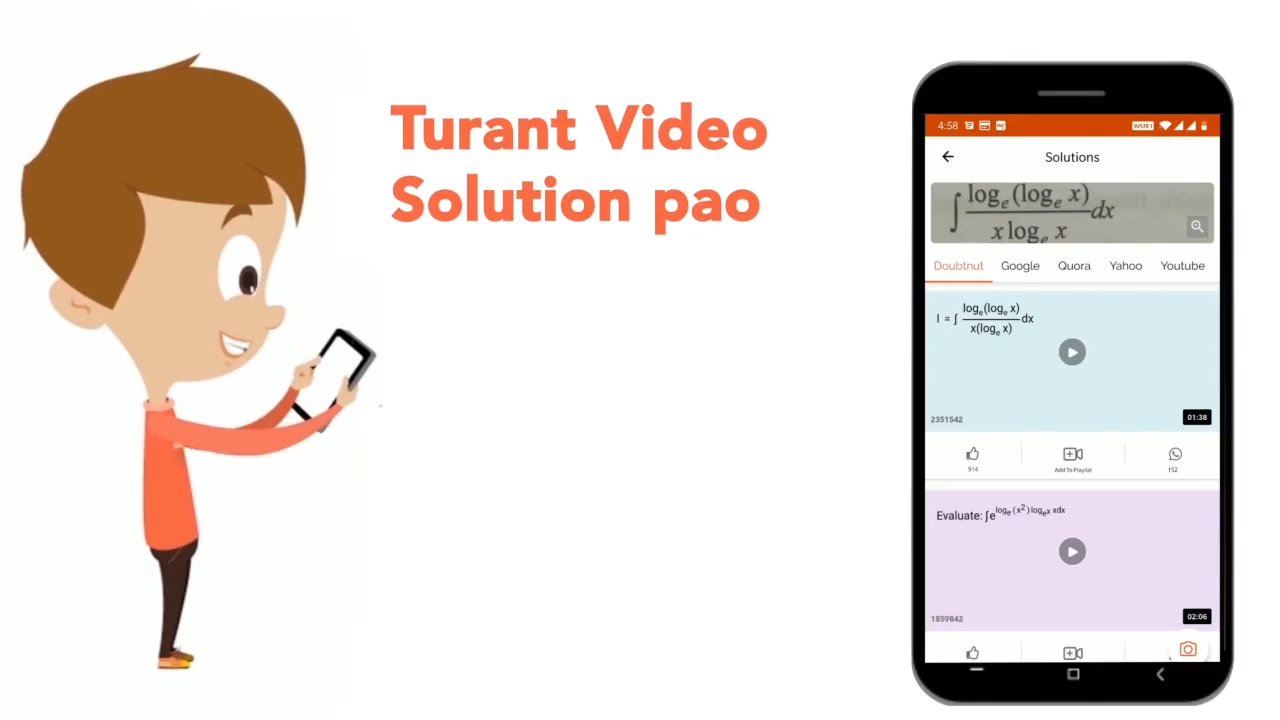 Turant Video
Solution pao
4:58
Solutions
∫ logₑ(logₑ x) / x logₑ x dx
Doubtnut Google Quora Yahoo Youtube
I = ∫ logₑ(logₑ x) / x(logₑ x) dx
2351542 01:38
914 Add To Playlist 152
Evaluate: ∫e^logₑ(x²)logₑx xdx
1859842 02:06